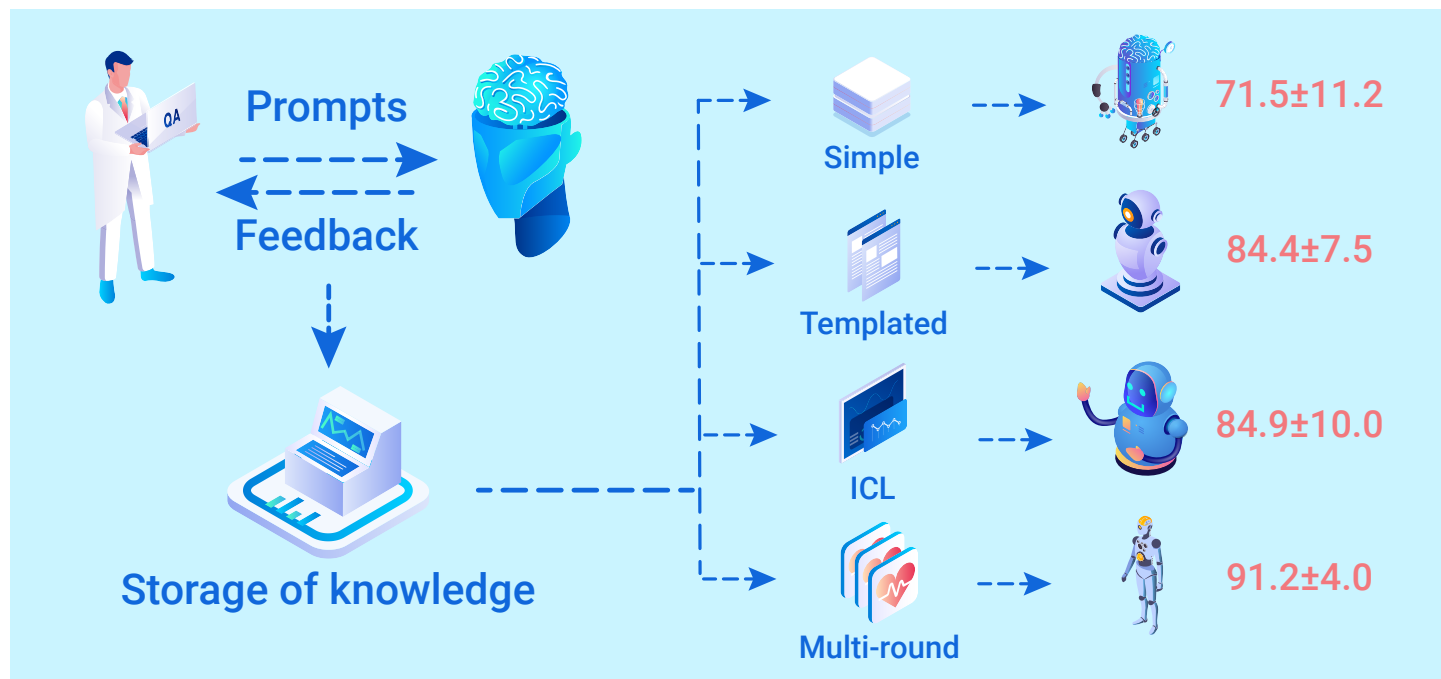 QA
Prompts
Feedback
Storage of knowledge
Simple
71.5±11.2
Templated
84.4±7.5
ICL
84.9±10.0
Multi-round
91.2±4.0